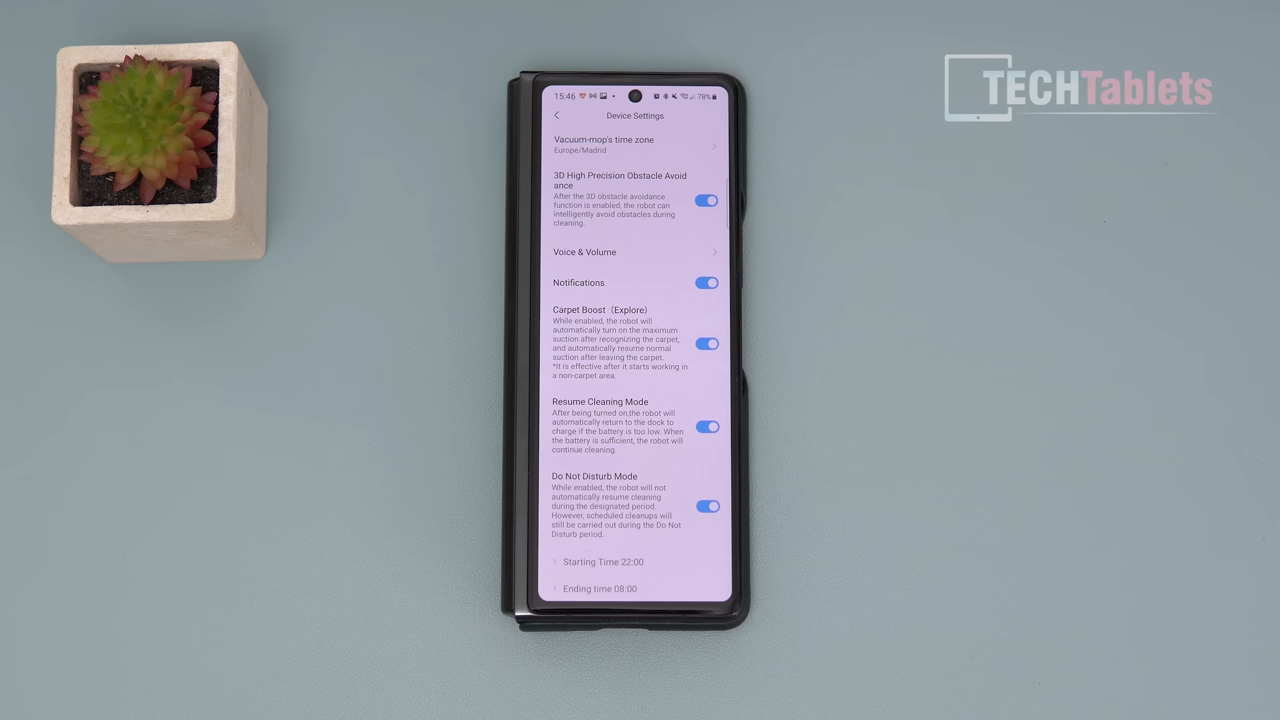 TECHTablets
15:46
78%
Device Settings
Vacuum-mop's time zone
Europe/Madrid
3D High Precision Obstacle Avoid
ance
After the 3D obstacle avoidance
function is enabled, the robot can
intelligently avoid obstacles during
cleaning.
Voice & Volume
Notifications
Carpet Boost（Explore）
While enabled, the robot will
automatically turn on the maximum
suction after recognizing the carpet,
and automatically resume normal
suction after leaving the carpet.
*It is effective after it starts working in
a non-carpet area.
Resume Cleaning Mode
After being turned on,the robot will
automatically return to the dock to
charge if the battery is too low. When
the battery is sufficient, the robot will
continue cleaning.
Do Not Disturb Mode
While enabled, the robot will not
automatically resume cleaning
during the designated period.
However, scheduled cleanups will
still be carried out during the Do Not
Disturb period.
Starting Time 22:00
Ending time 08:00